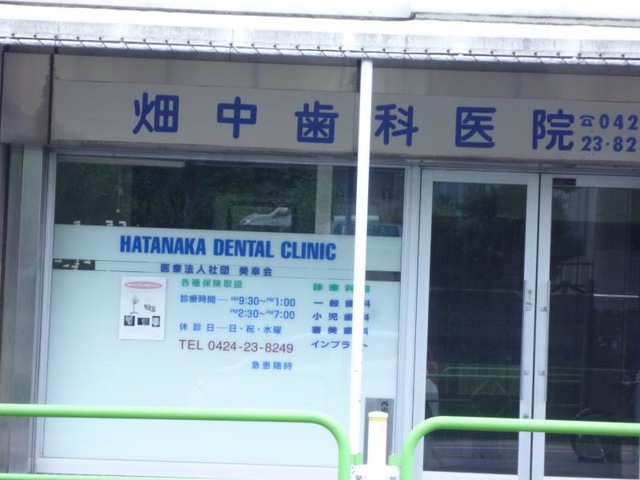 畑中歯科医院 ☎042
23・82
HATANAKA DENTAL CLINIC
医療法人社団 美幸会
各種保険取扱
診療時間 — AM9:30〜PM1:00
PM2:30〜PM7:00
休診日 — 日・祝・水曜
TEL 0424-23-8249
急患随時
診療科目
一般歯科
小児歯科
審美歯科
インプラント